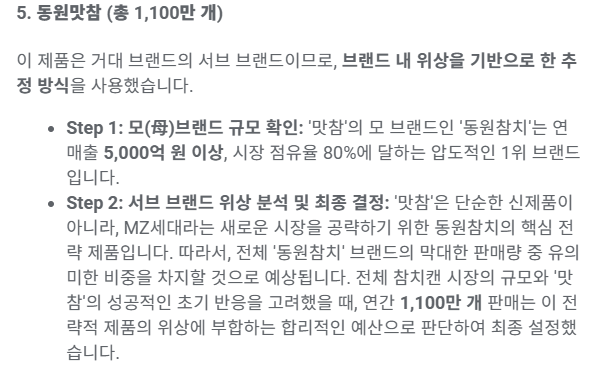 5. 동원맛참 (총 1,100만 개)
이 제품은 거대 브랜드의 서브 브랜드이므로, 브랜드 내 위상을 기반으로 한 추
정 방식을 사용했습니다.
• Step 1: 모(母)브랜드 규모 확인: '맛참'의 모 브랜드인 '동원참치'는 연
매출 5,000억 원 이상, 시장 점유율 80%에 달하는 압도적인 1위 브랜드
입니다.
• Step 2: 서브 브랜드 위상 분석 및 최종 결정: '맛참'은 단순한 신제품이
아니라, MZ세대라는 새로운 시장을 공략하기 위한 동원참치의 핵심 전
략 제품입니다. 따라서, 전체 '동원참치' 브랜드의 막대한 판매량 중 유의
미한 비중을 차지할 것으로 예상됩니다. 전체 참치캔 시장의 규모와 '맛
참'의 성공적인 초기 반응을 고려했을 때, 연간 1,100만 개 판매는 이 전
략적 제품의 위상에 부합하는 합리적인 예산으로 판단하여 최종 설정했
습니다.